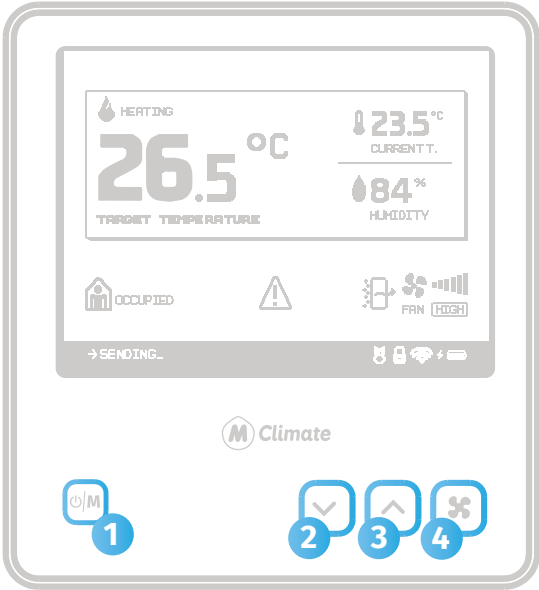 HEATING
26.5 °C
TARGET TEMPERATURE
23.5 °C
CURRENT T.
84 %
HUMIDITY
OCCUPIED
FAN HIGH
→SENDING_
M Climate
/M
1
2
3
4